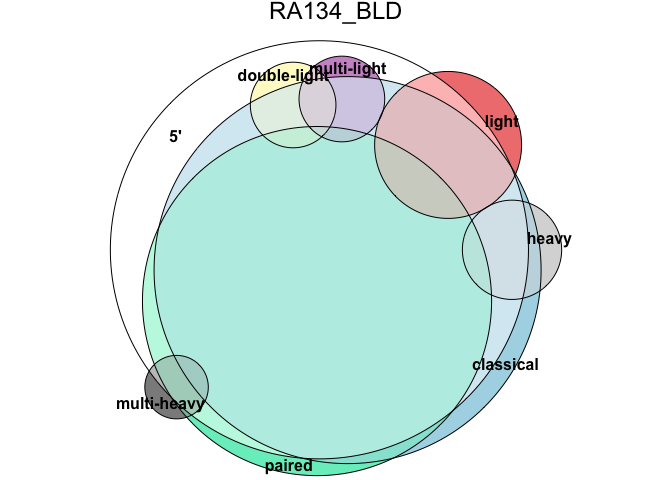 RA134_BLD
multi-light
double-light
light
5'
heavy
classical
multi-heavy
paired